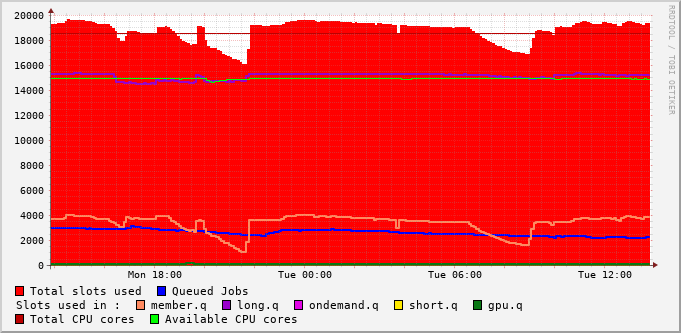 20000
18000
16000
14000
12000
10000
8000
6000
4000
2000
0
Mon 18:00 Tue 00:00 Tue 06:00 Tue 12:00
Total slots used Queued Jobs
Slots used in : member.q long.q ondemand.q short.q gpu.q
Total CPU cores Available CPU cores
RRDTOOL / TOBI OETIKER